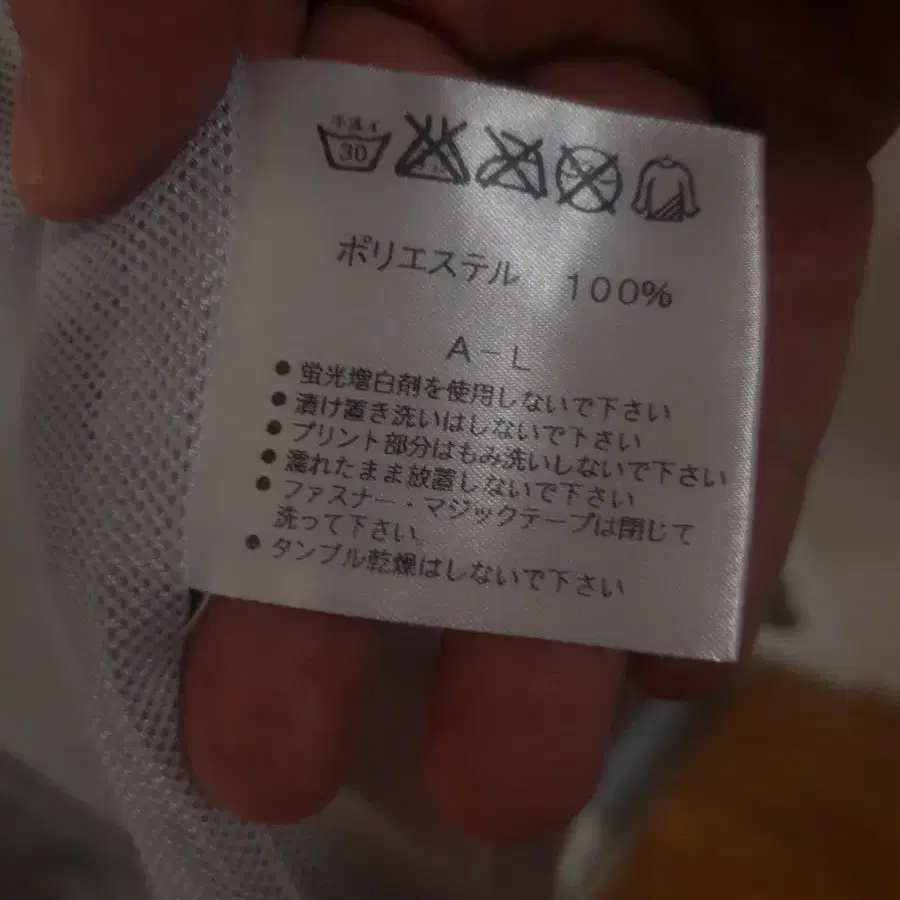 手洗イ
30
ポリエステル 100%
A-L
●蛍光増白剤を使用しないで下さい
●漬け置き洗いはしないで下さい
●プリント部分はもみ洗いしないで下さい
●濡れたまま放置しないで下さい
●ファスナー・マジックテープは閉じて
洗って下さい。
●タンブル乾燥はしないで下さい